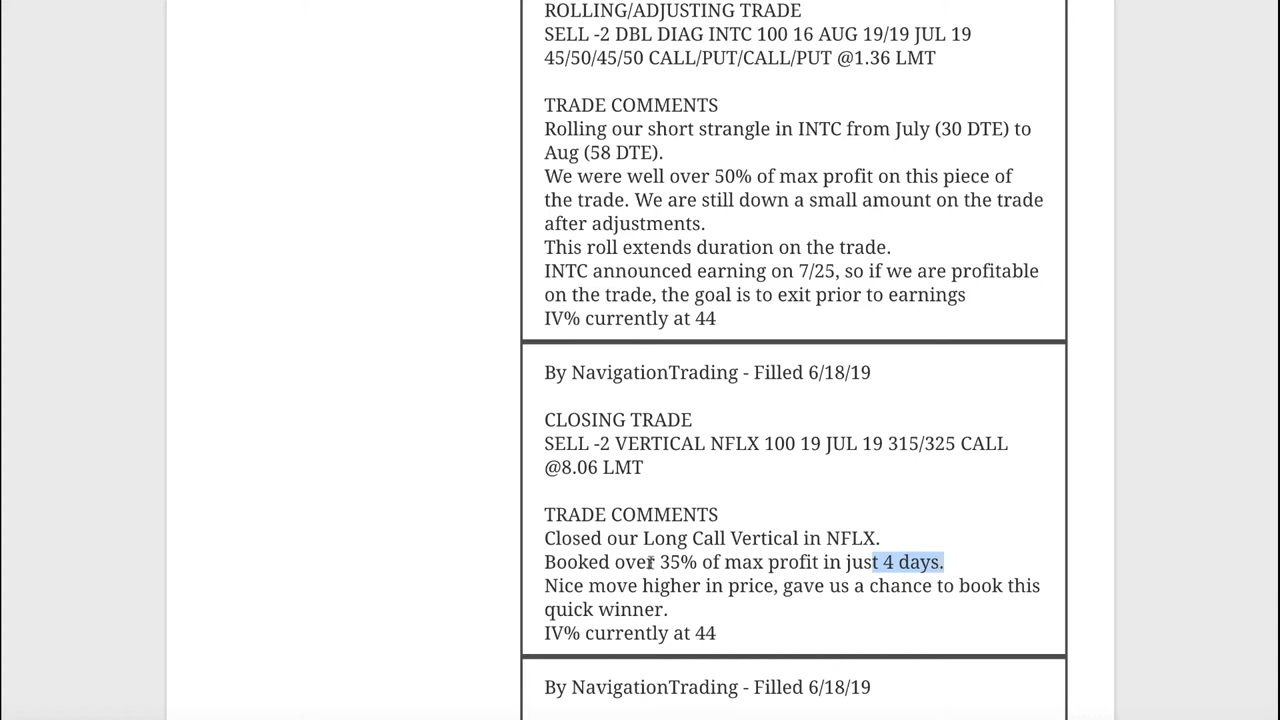 ROLLING/ADJUSTING TRADE
SELL -2 DBL DIAG INTC 100 16 AUG 19/19 JUL 19
45/50/45/50 CALL/PUT/CALL/PUT @1.36 LMT
TRADE COMMENTS
Rolling our short strangle in INTC from July (30 DTE) to
Aug (58 DTE).
We were well over 50% of max profit on this piece of
the trade. We are still down a small amount on the trade
after adjustments.
This roll extends duration on the trade.
INTC announced earning on 7/25, so if we are profitable
on the trade, the goal is to exit prior to earnings
IV% currently at 44
By NavigationTrading - Filled 6/18/19
CLOSING TRADE
SELL -2 VERTICAL NFLX 100 19 JUL 19 315/325 CALL
@8.06 LMT
TRADE COMMENTS
Closed our Long Call Vertical in NFLX.
Booked over 35% of max profit in just 4 days.
Nice move higher in price, gave us a chance to book this
quick winner.
IV% currently at 44
By NavigationTrading - Filled 6/18/19